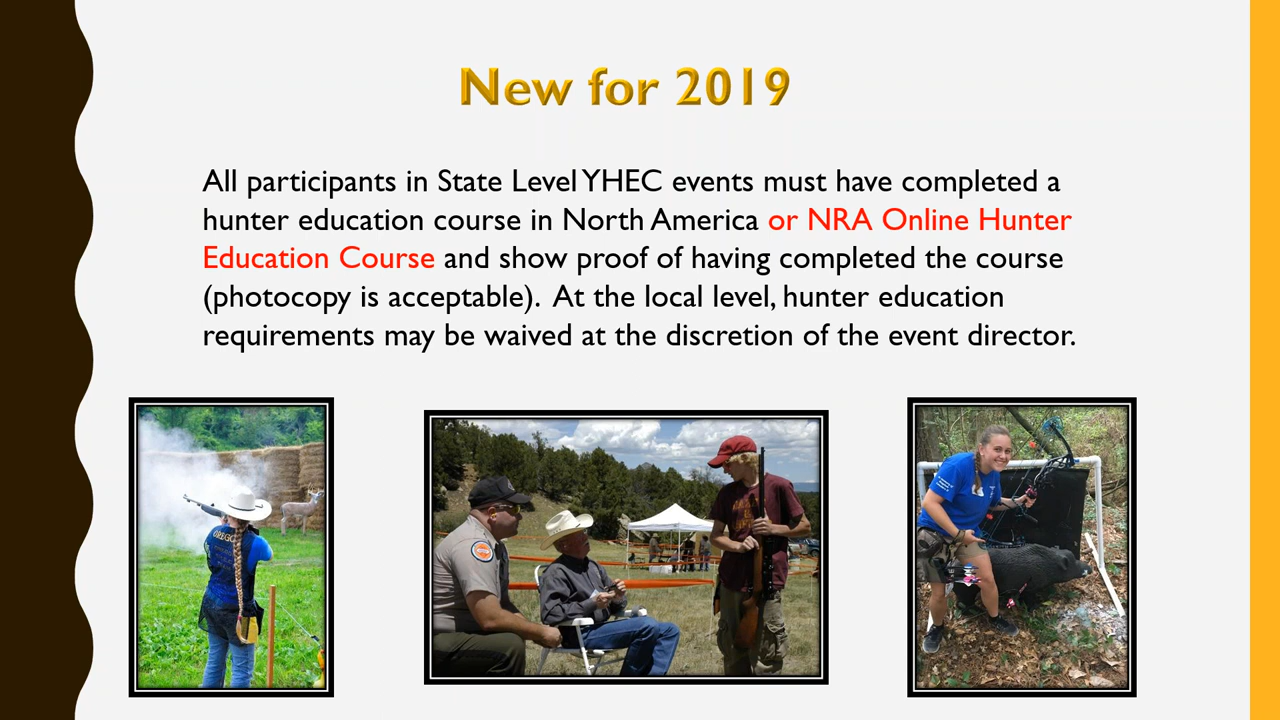 New for 2019
All participants in State Level YHEC events must have completed a
hunter education course in North America or NRA Online Hunter
Education Course and show proof of having completed the course
(photocopy is acceptable).  At the local level, hunter education
requirements may be waived at the discretion of the event director.
OREGON